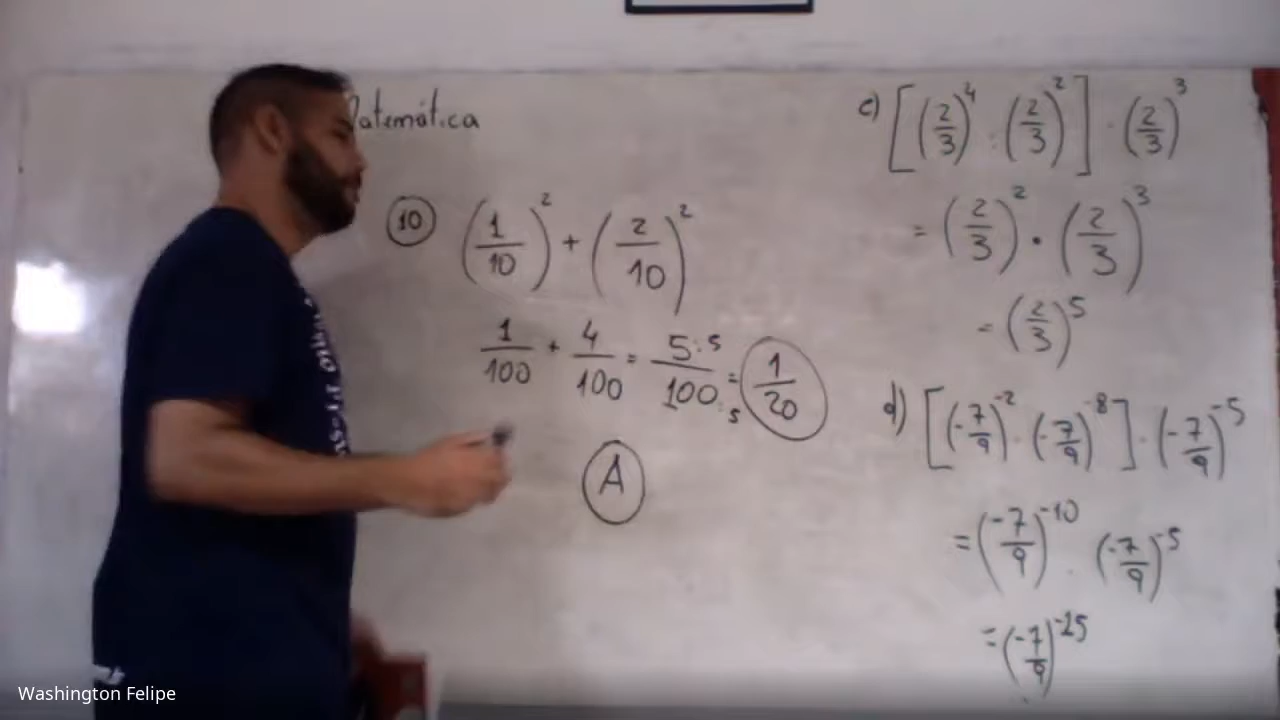 Matemática
10 (1/10)² + (2/10)²
1/100 + 4/100 = 5:5/100:5 = 1/20
A
c) [(2/3)⁴ : (2/3)²] · (2/3)³
= (2/3)² · (2/3)³
= (2/3)⁵
d) [(-7/9)⁻² · (-7/9)⁻⁸] · (-7/9)⁻⁵
= (-7/9)⁻¹⁰ · (-7/9)⁻⁵
= (-7/9)⁻¹⁵
Washington Felipe